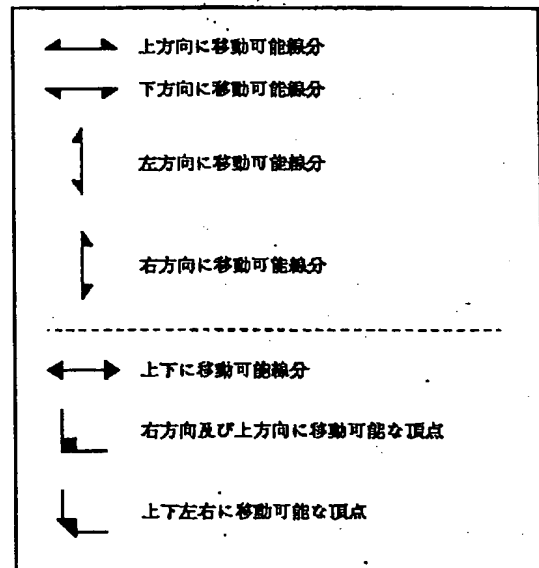 上方向に移動可能線分
下方向に移動可能線分
左方向に移動可能線分
右方向に移動可能線分
上下に移動可能線分
右方向及び上方向に移動可能な頂点
上下左右に移動可能な頂点